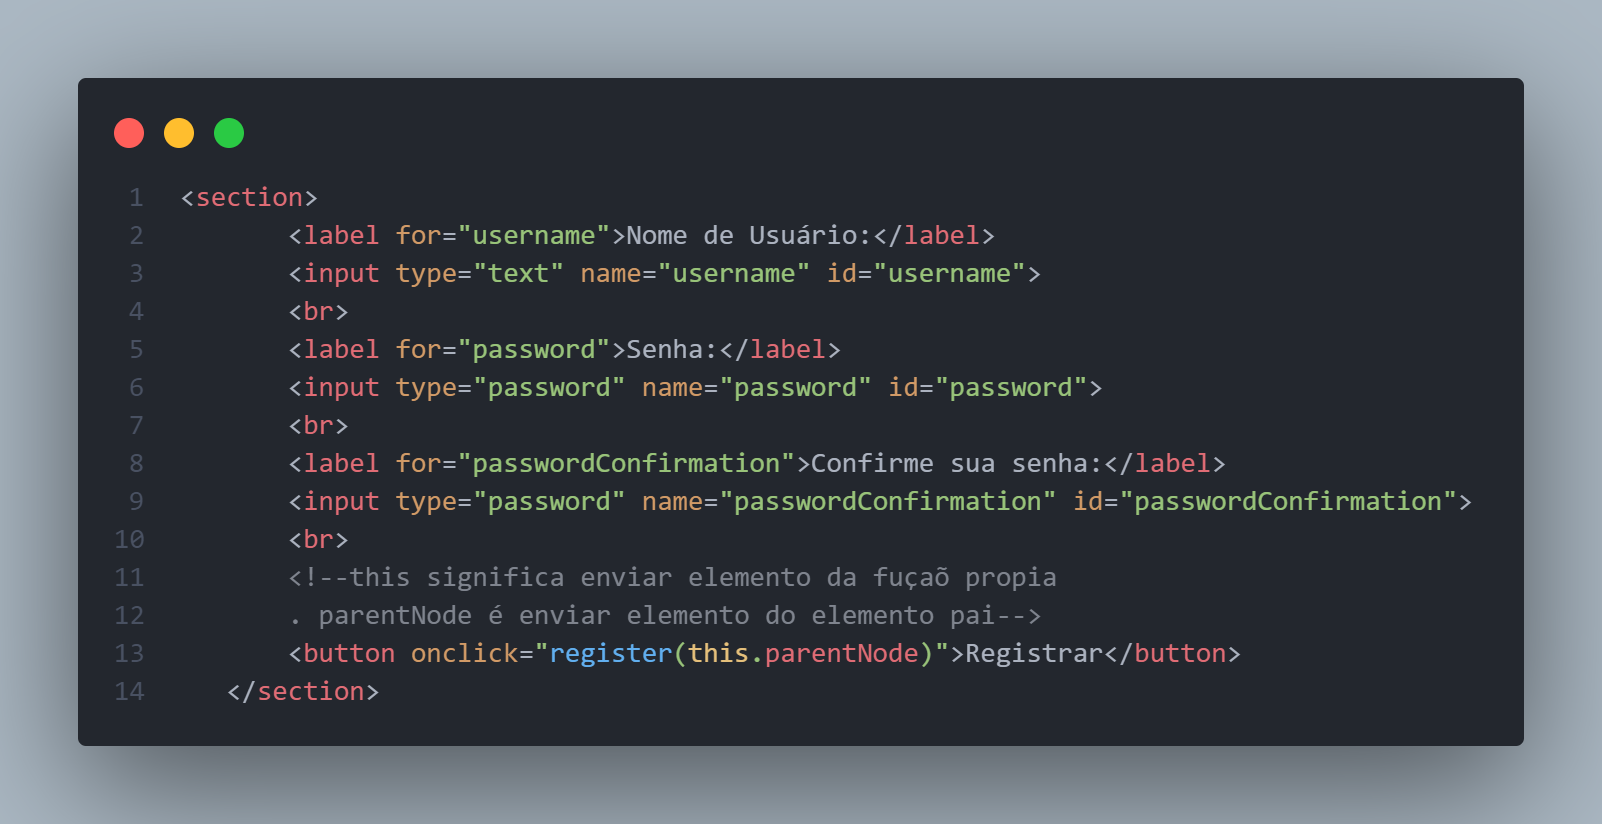 1 <section>
2 <label for="username">Nome de Usuário:</label>
3 <input type="text" name="username" id="username">
4 <br>
5 <label for="password">Senha:</label>
6 <input type="password" name="password" id="password">
7 <br>
8 <label for="passwordConfirmation">Confirme sua senha:</label>
9 <input type="password" name="passwordConfirmation" id="passwordConfirmation">
10 <br>
11 <!--this significa enviar elemento da fuçaõ propia
12 . parentNode é enviar elemento do elemento pai-->
13 <button onclick="register(this.parentNode)">Registrar</button>
14 </section>